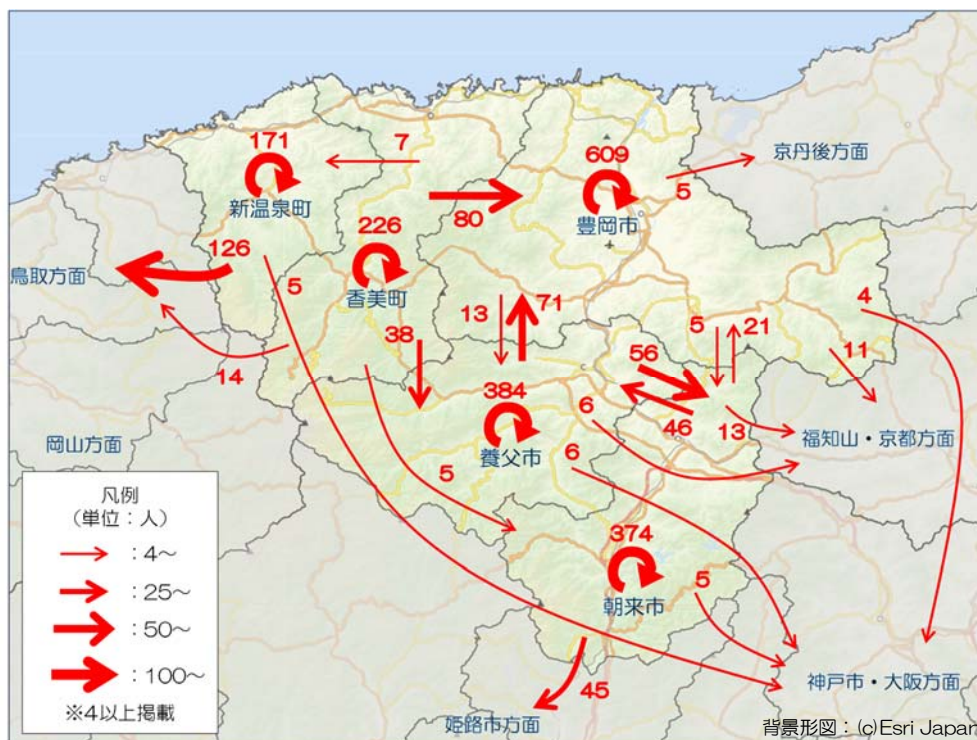 171
新温泉町
7
80
609
豊岡市
5
京丹後方面
226
香美町
126
鳥取方面
5
14
38
13
71
5
21
4
11
56
46
13
384
養父市
6
6
5
福知山・京都方面
岡山方面
374
朝来市
5
45
姫路市方面
神戸市・大阪方面
凡例
（単位：人）
：4～
：25～
：50～
：100～
※4以上掲載
背景形図：(c)Esri Japan